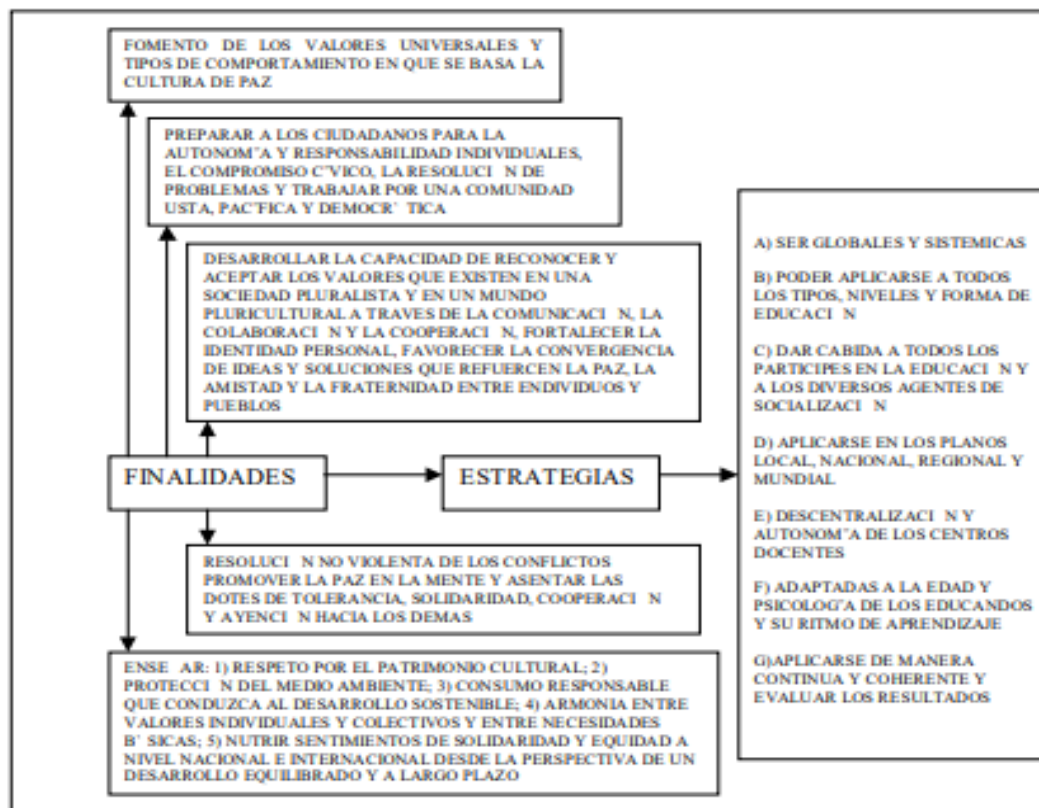 FOMENTO DE LOS VALORES UNIVERSALES Y
TIPOS DE COMPORTAMIENTO EN QUE SE BASA LA
CULTURA DE PAZ
PREPARAR A LOS CIUDADANOS PARA LA
AUTONOM”A Y RESPONSABILIDAD INDIVIDUALES,
EL COMPROMISO C”VICO, LA RESOLUCI N DE
PROBLEMAS Y TRABAJAR POR UNA COMUNIDAD
USTA, PAC”FICA Y DEMOCR` TICA
DESARROLLAR LA CAPACIDAD DE RECONOCER Y
ACEPTAR LOS VALORES QUE EXISTEN EN UNA
SOCIEDAD PLURALISTA Y EN UN MUNDO
PLURICULTURAL A TRAVES DE LA COMUNICACI N, LA
COLABORACI N Y LA COOPERACI N, FORTALECER LA
IDENTIDAD PERSONAL, FAVORECER LA CONVERGENCIA
DE IDEAS Y SOLUCIONES QUE REFUERCEN LA PAZ, LA
AMISTAD Y LA FRATERNIDAD ENTRE ENDIVIDUOS Y
PUEBLOS
FINALIDADES
ESTRATEGIAS
RESOLUCI N NO VIOLENTA DE LOS CONFLICTOS
PROMOVER LA PAZ EN LA MENTE Y ASENTAR LAS
DOTES DE TOLERANCIA, SOLIDARIDAD, COOPERACI N
Y AYENCI N HACIA LOS DEMAS
ENSE AR: 1) RESPETO POR EL PATRIMONIO CULTURAL; 2)
PROTECCI N DEL MEDIO AMBIENTE; 3) CONSUMO RESPONSABLE
QUE CONDUZCA AL DESARROLLO SOSTENIBLE; 4) ARMONIA ENTRE
VALORES INDIVIDUALES Y COLECTIVOS Y ENTRE NECESIDADES
B` SICAS; 5) NUTRIR SENTIMIENTOS DE SOLIDARIDAD Y EQUIDAD A
NIVEL NACIONAL E INTERNACIONAL DESDE LA PERSPECTIVA DE UN
DESARROLLO EQUILIBRADO Y A LARGO PLAZO
A) SER GLOBALES Y SISTEMICAS
B) PODER APLICARSE A TODOS
LOS TIPOS, NIVELES Y FORMA DE
EDUCACI N
C) DAR CABIDA A TODOS LOS
PARTICIPES EN LA EDUCACI N Y
A LOS DIVERSOS AGENTES DE
SOCIALIZACI N
D) APLICARSE EN LOS PLANOS
LOCAL, NACIONAL, REGIONAL Y
MUNDIAL
E) DESCENTRALIZACI N Y
AUTONOM”A DE LOS CENTROS
DOCENTES
F) ADAPTADAS A LA EDAD Y
PSICOLOG”A DE LOS EDUCANDOS
Y SU RITMO DE APRENDIZAJE
G)APLICARSE DE MANERA
CONTINUA Y COHERENTE Y
EVALUAR LOS RESULTADOS